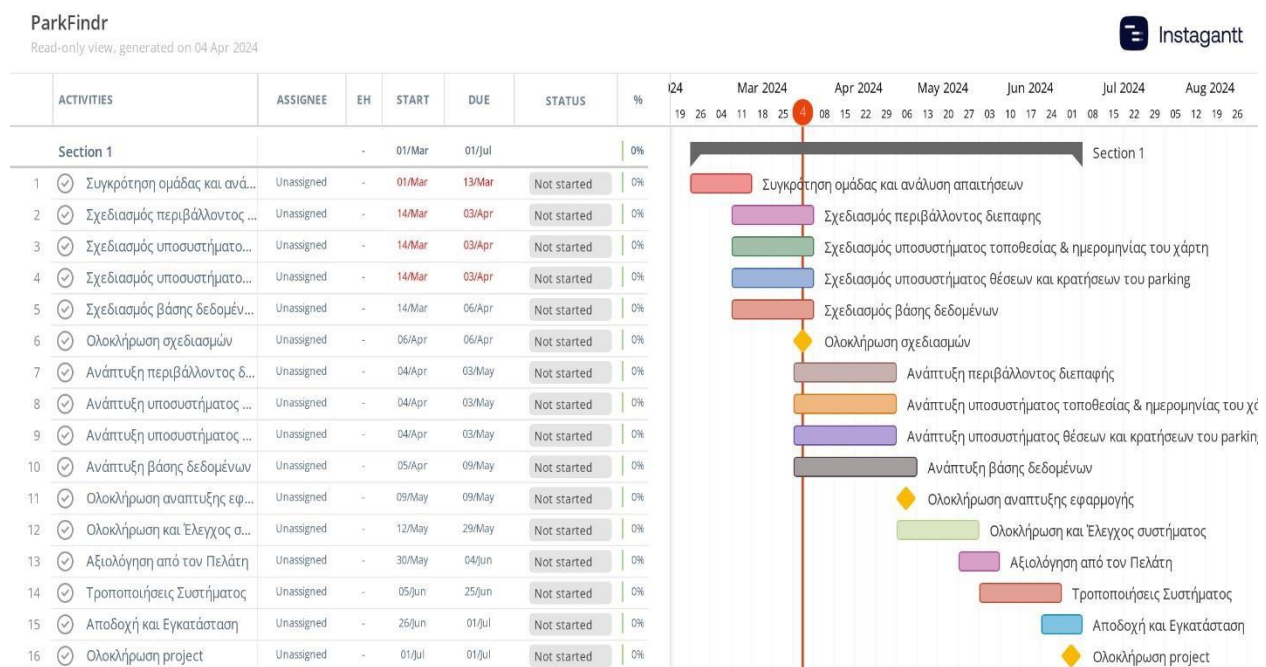 ParkFindr
Read-only view, generated on 04 Apr 2024
Instagantt
ACTIVITIES ASSIGNEE EH START DUE STATUS %
24 Mar 2024 Apr 2024 May 2024 Jun 2024 Jul 2024 Aug 2024
19 26 04 11 18 25 4 08 15 22 29 06 13 20 27 03 10 17 24 01 08 15 22 29 05 12 19 26
Section 1 - 01/Mar 01/Jul 0% Section 1
1 Συγκρότηση ομάδας και ανά... Unassigned - 01/Mar 13/Mar Not started 0% Συγκρότηση ομάδας και ανάλυση απαιτήσεων
2 Σχεδιασμός περιβάλλοντος ... Unassigned - 14/Mar 03/Apr Not started 0% Σχεδιασμός περιβάλλοντος διεπαφης
3 Σχεδιασμός υποσυστήματο... Unassigned - 14/Mar 03/Apr Not started 0% Σχεδιασμός υποσυστήματος τοποθεσίας & ημερομηνίας του χάρτη
4 Σχεδιασμός υποσυστήματο... Unassigned - 14/Mar 03/Apr Not started 0% Σχεδιασμός υποσυστήματος θέσεων και κρατήσεων του parking
5 Σχεδιασμός βάσης δεδομέν... Unassigned - 14/Mar 06/Apr Not started 0% Σχεδιασμός βάσης δεδομένων
6 Ολοκλήρωση σχεδιασμών Unassigned - 06/Apr 06/Apr Not started 0% Ολοκλήρωση σχεδιασμών
7 Ανάπτυξη περιβάλλοντος δ... Unassigned - 04/Apr 03/May Not started 0% Ανάπτυξη περιβάλλοντος διεπαφής
8 Ανάπτυξη υποσυστήματος ... Unassigned - 04/Apr 03/May Not started 0% Ανάπτυξη υποσυστήματος τοποθεσίας & ημερομηνίας του χά
9 Ανάπτυξη υποσυστήματος ... Unassigned - 04/Apr 03/May Not started 0% Ανάπτυξη υποσυστήματος θέσεων και κρατήσεων του parkin
10 Ανάπτυξη βάσης δεδομένων Unassigned - 05/Apr 09/May Not started 0% Ανάπτυξη βάσης δεδομένων
11 Ολοκλήρωση αναπτυξης εφ... Unassigned - 09/May 09/May Not started 0% Ολοκλήρωση αναπτυξης εφαρμογής
12 Ολοκλήρωση και Έλεγχος σ... Unassigned - 12/May 29/May Not started 0% Ολοκλήρωση και Έλεγχος συστήματος
13 Αξιολόγηση από τον Πελάτη Unassigned - 30/May 04/Jun Not started 0% Αξιολόγηση από τον Πελάτη
14 Τροποποιήσεις Συστήματος Unassigned - 05/Jun 25/Jun Not started 0% Τροποποιήσεις Συστήματος
15 Αποδοχή και Εγκατάσταση Unassigned - 26/Jun 01/Jul Not started 0% Αποδοχή και Εγκατάσταση
16 Ολοκλήρωση project Unassigned - 01/Jul 01/Jul Not started 0% Ολοκλήρωση project